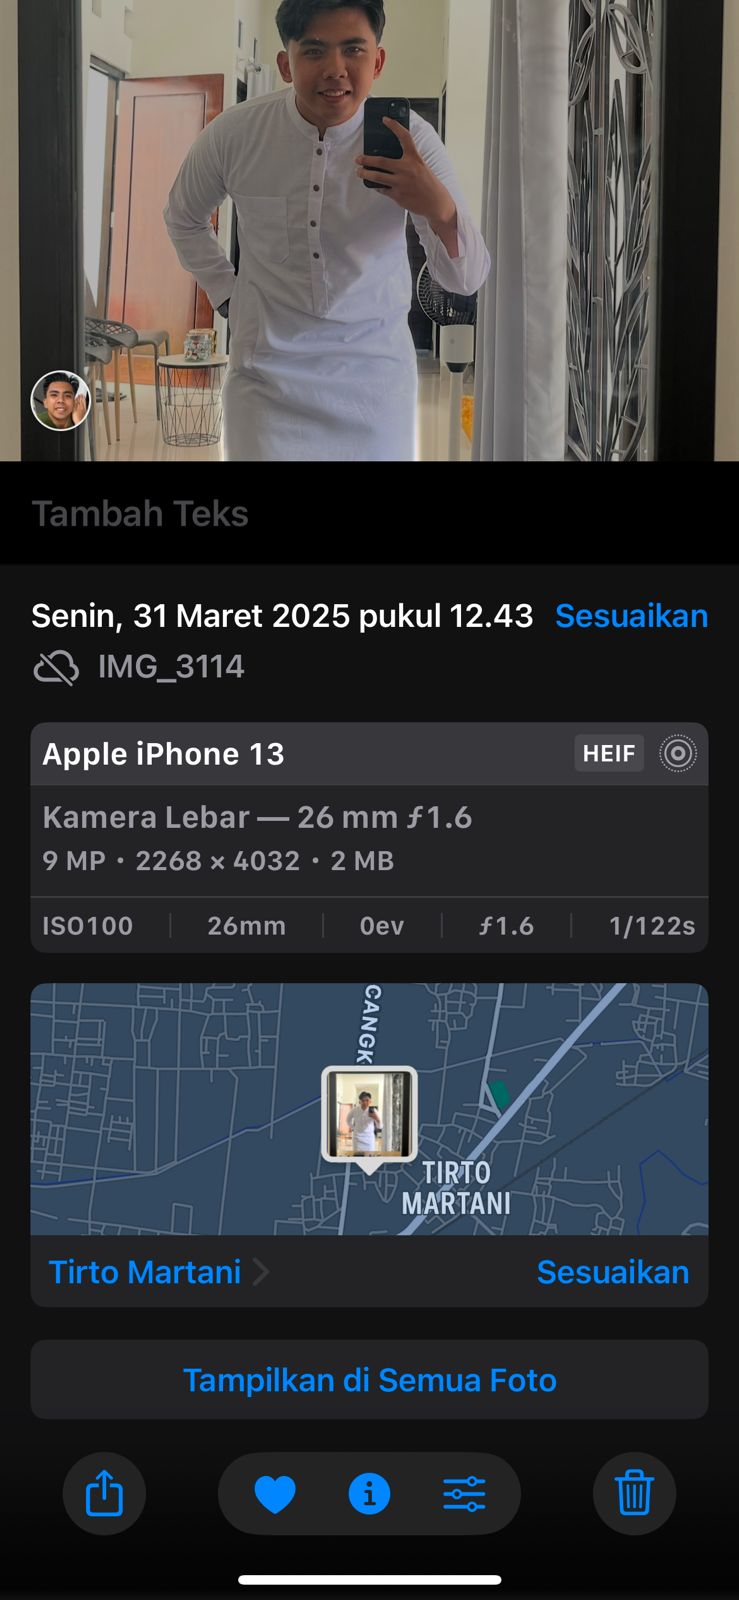 Tambah Teks
Senin, 31 Maret 2025 pukul 12.43 Sesuaikan
IMG_3114
Apple iPhone 13 HEIF
Kamera Lebar — 26 mm ƒ1.6
9 MP • 2268 × 4032 • 2 MB
ISO100 26mm 0ev ƒ1.6 1/122s
CANGK
TIRTO
MARTANI
Tirto Martani Sesuaikan
Tampilkan di Semua Foto